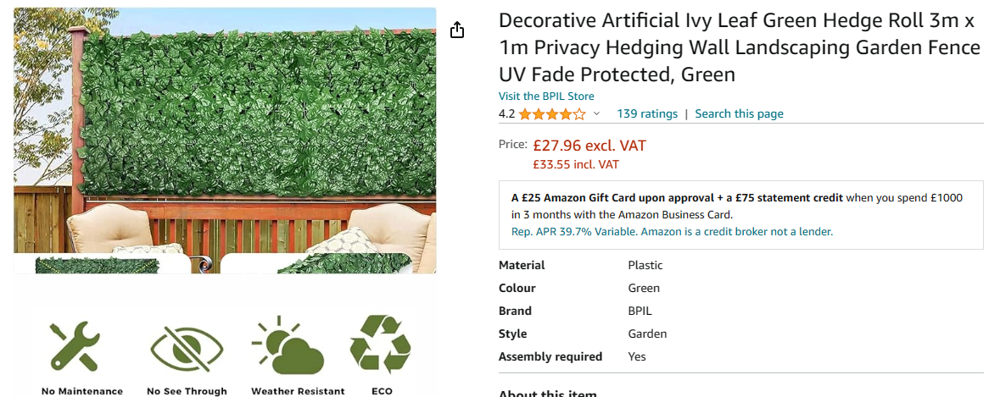 Decorative Artificial Ivy Leaf Green Hedge Roll 3m x
1m Privacy Hedging Wall Landscaping Garden Fence
UV Fade Protected, Green
Visit the BPIL Store
4.2 139 ratings | Search this page
Price: £27.96 excl. VAT
£33.55 incl. VAT
A £25 Amazon Gift Card upon approval + a £75 statement credit when you spend £1000
in 3 months with the Amazon Business Card.
Rep. APR 39.7% Variable. Amazon is a credit broker not a lender.
Material Plastic
Colour Green
Brand BPIL
Style Garden
Assembly required Yes
About this item
No Maintenance No See Through Weather Resistant ECO